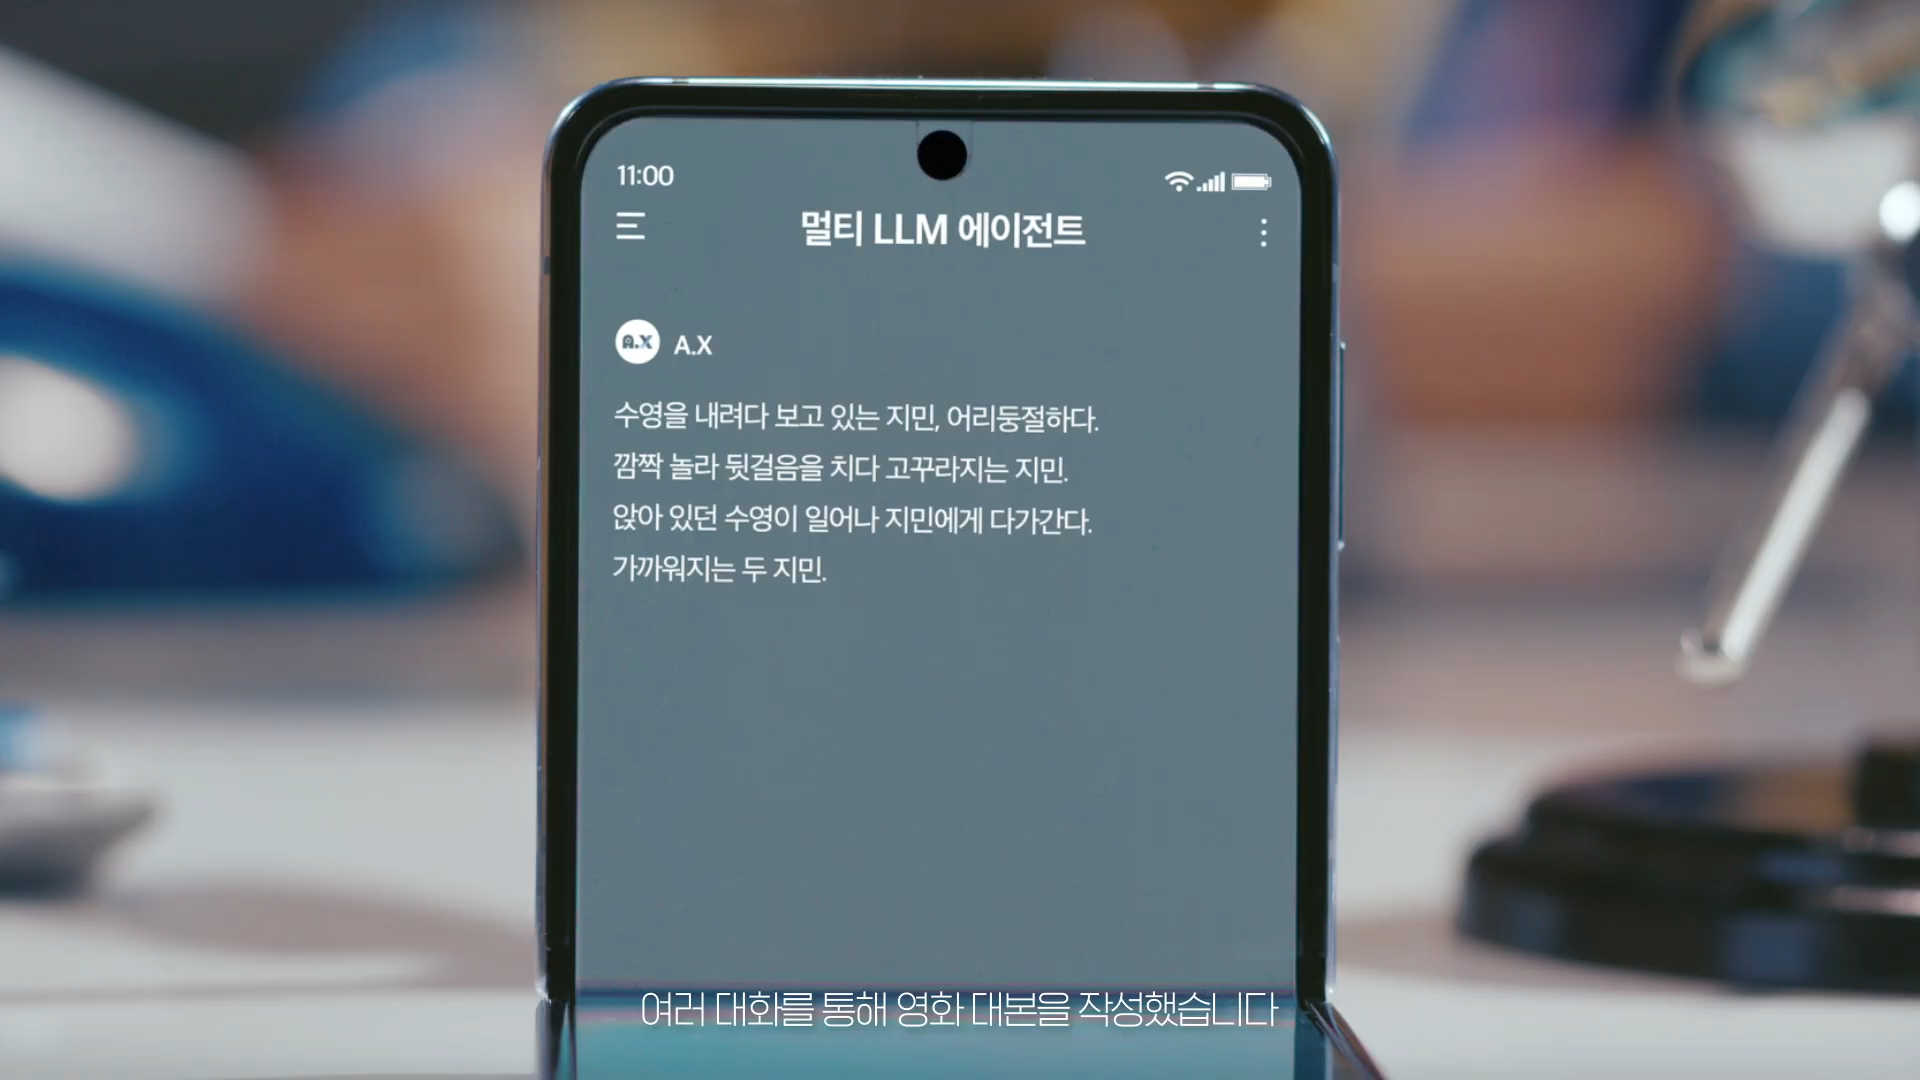 11:00
멀티 LLM 에이전트
A.X A.X
수영을 내려다 보고 있는 지민, 어리둥절하다.
깜짝 놀라 뒷걸음을 치다 고꾸라지는 지민.
앉아 있던 수영이 일어나 지민에게 다가간다.
가까워지는 두 지민.
여러 대화를 통해 영화 대본을 작성했습니다